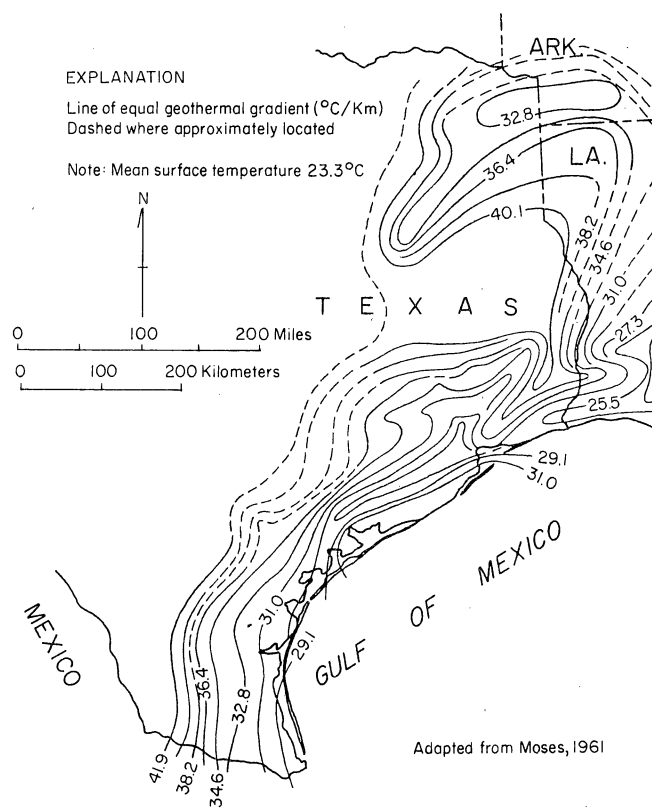 ARK.
EXPLANATION
Line of equal geothermal gradient (°C/Km)
Dashed where approximately located
Note: Mean surface temperature 23.3°C
32.8
36.4
LA.
N
40.1
38.2
34.6
31.0
TEXAS
27.3
0 100 200 Miles
0 100 200 Kilometers
25.5
29.1
31.0
GULF OF MEXICO
MEXICO
31.0
29.1
36.4
32.8
41.9
38.2
34.6
Adapted from Moses, 1961